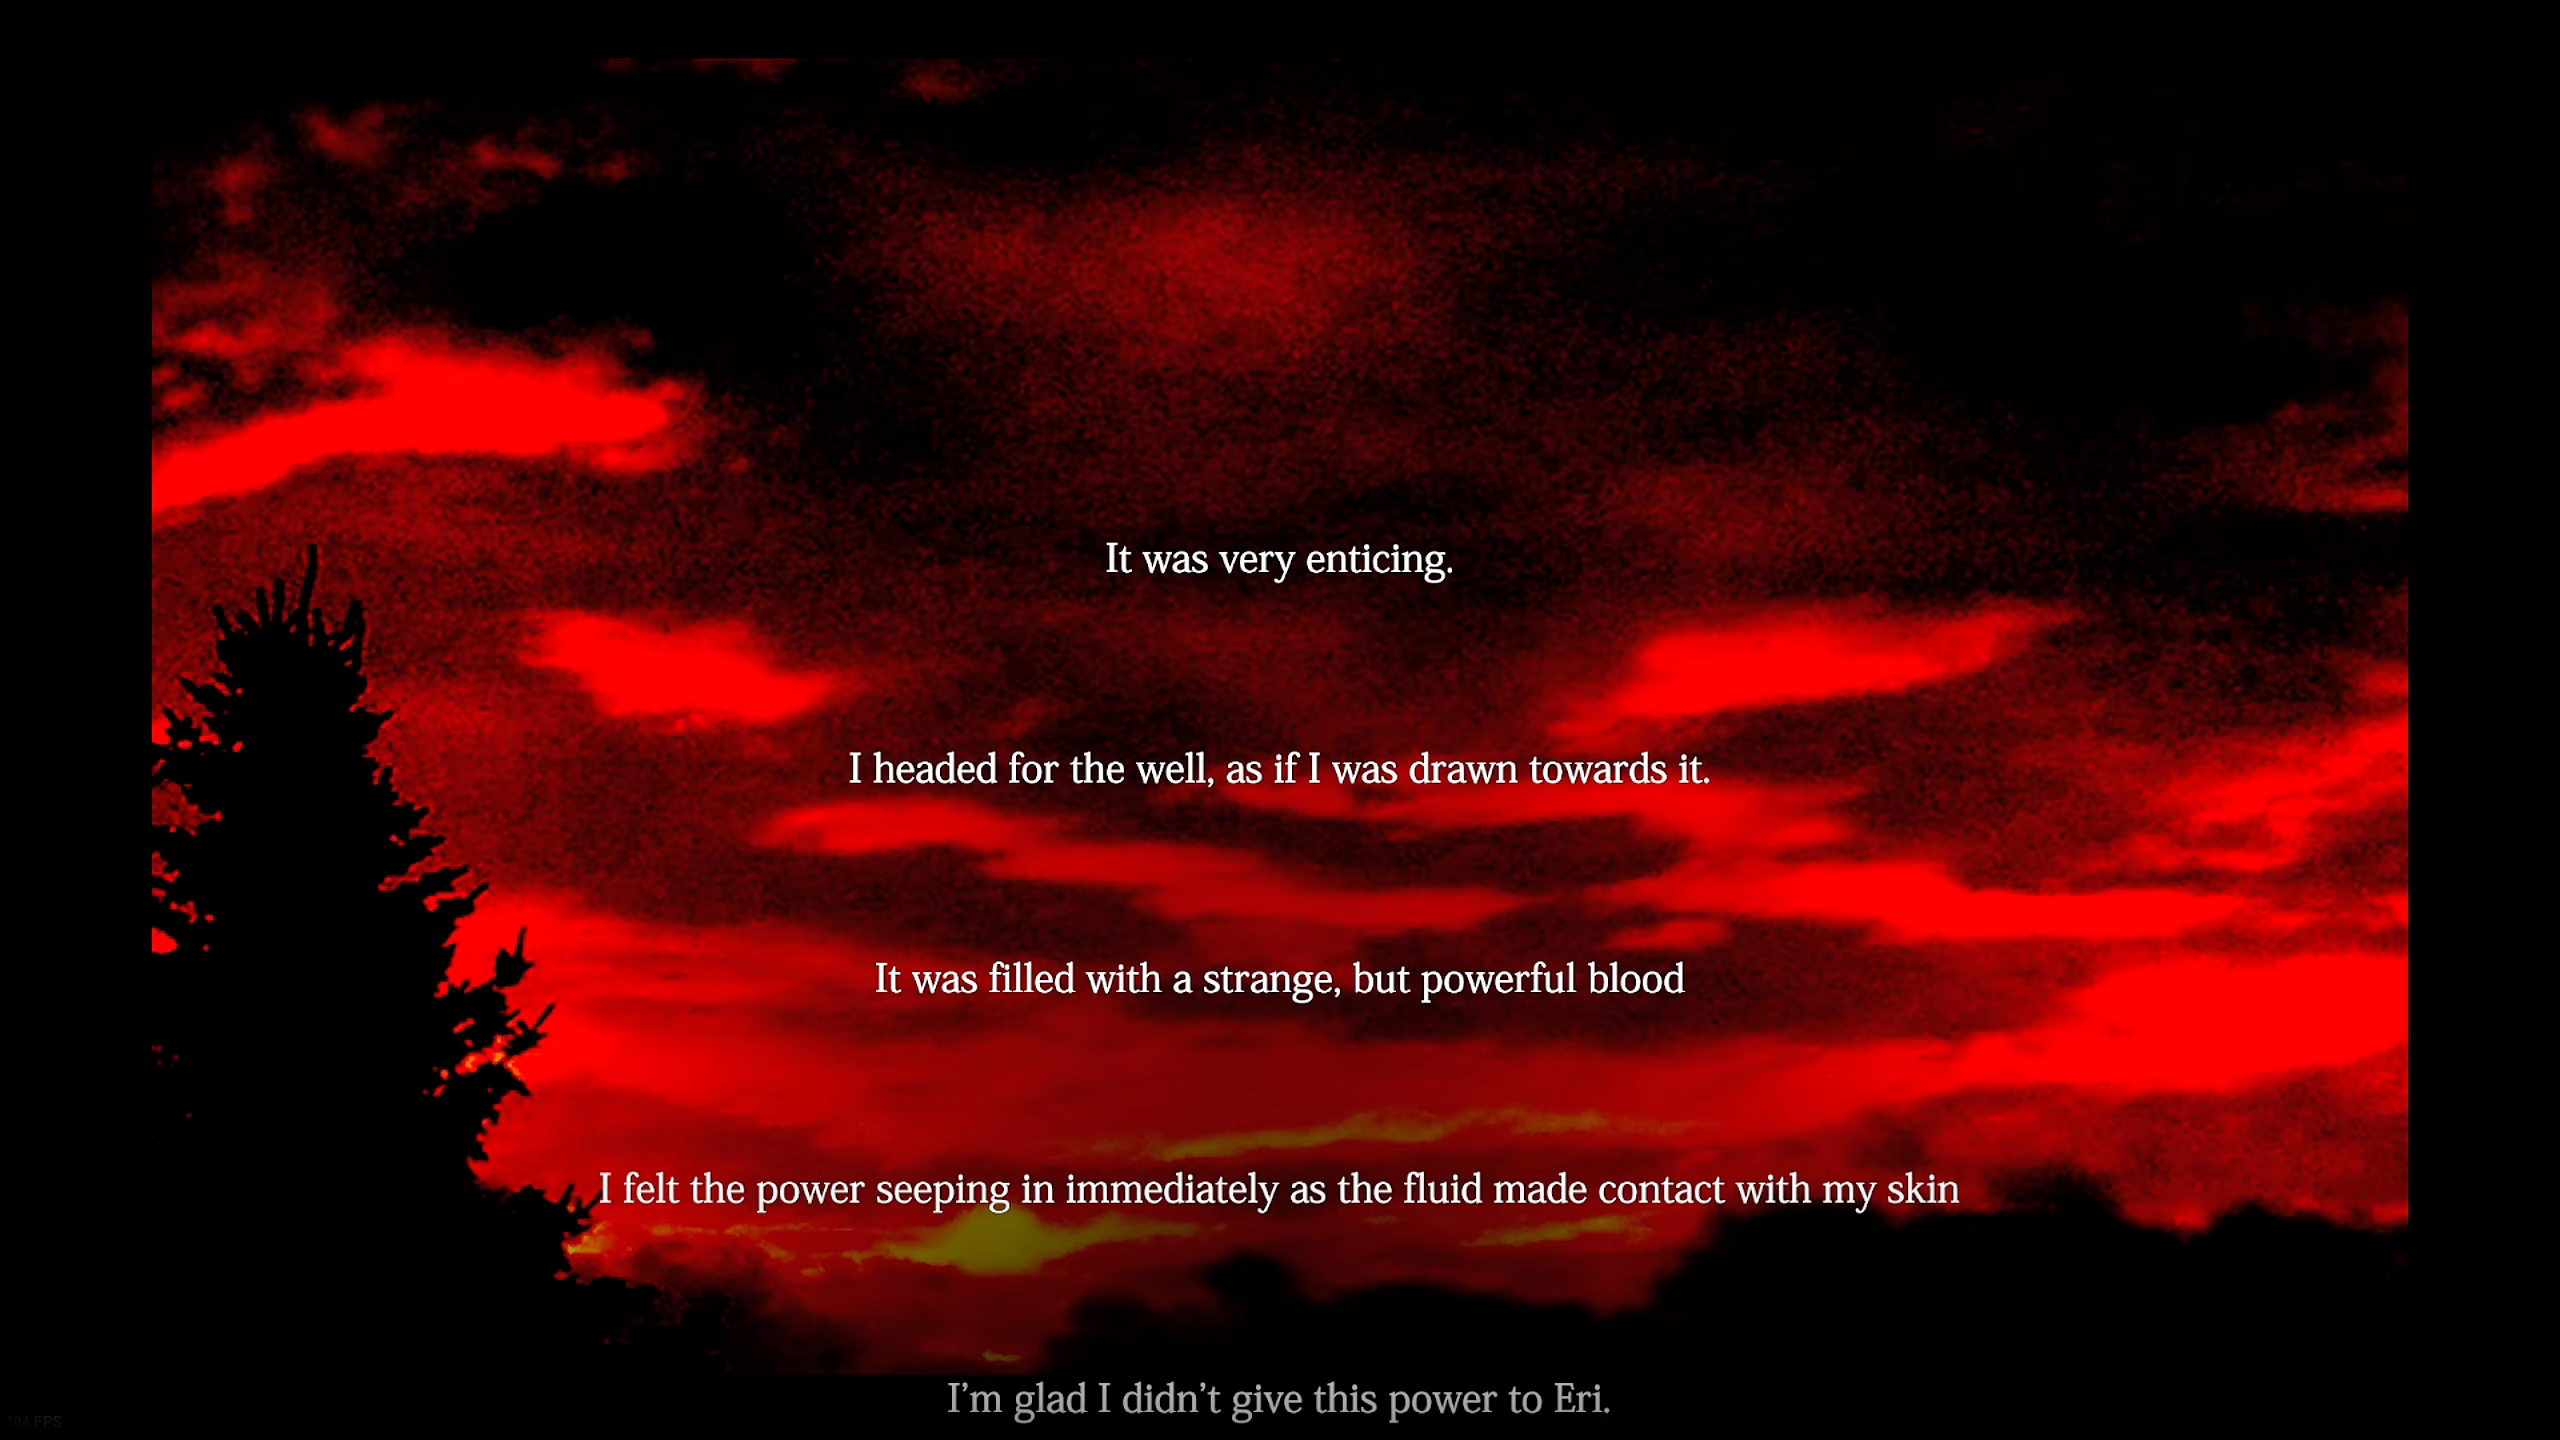 It was very enticing.
I headed for the well, as if I was drawn towards it.
It was filled with a strange, but powerful blood
I felt the power seeping in immediately as the fluid made contact with my skin
I’m glad I didn’t give this power to Eri.
104 FPS